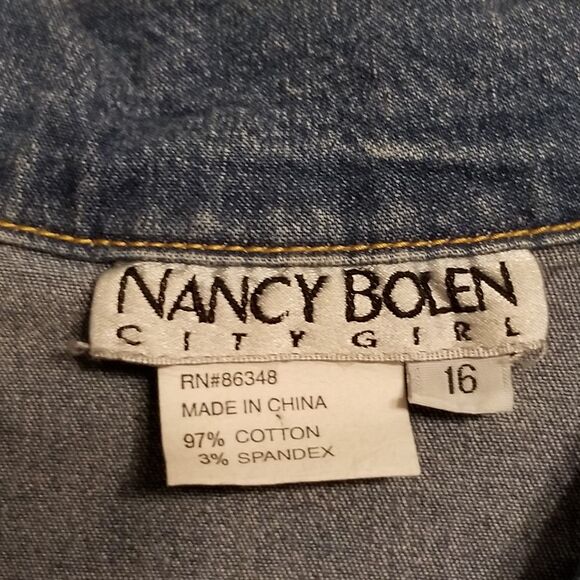 NANCY BOLEN
CITY GIRL
16
RN#86348
MADE IN CHINA
97% COTTON
3% SPANDEX